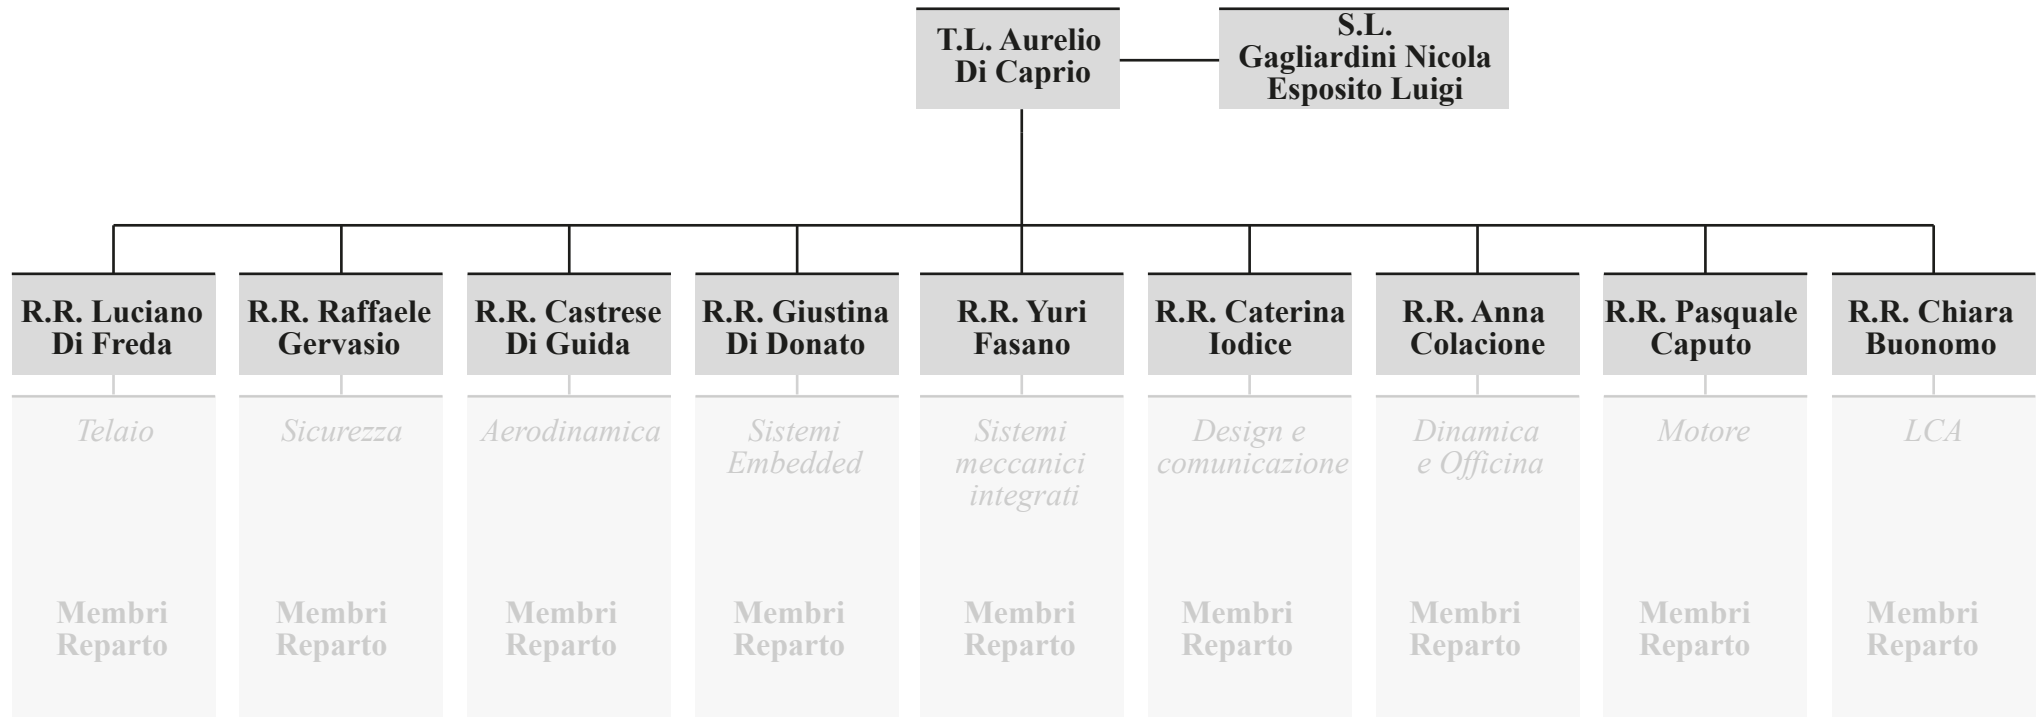 T.L. Aurelio
Di Caprio
S.L.
Gagliardini Nicola
Esposito Luigi
R.R. Luciano
Di Freda
R.R. Raffaele
Gervasio
R.R. Castrese
Di Guida
R.R. Giustina
Di Donato
R.R. Yuri
Fasano
R.R. Caterina
Iodice
R.R. Anna
Colacione
R.R. Pasquale
Caputo
R.R. Chiara
Buonomo
Telaio
Sicurezza
Aerodinamica
Sistemi
Embedded
Sistemi
meccanici
integrati
Design e
comunicazione
Dinamica
e Officina
Motore
LCA
Membri
Reparto
Membri
Reparto
Membri
Reparto
Membri
Reparto
Membri
Reparto
Membri
Reparto
Membri
Reparto
Membri
Reparto
Membri
Reparto